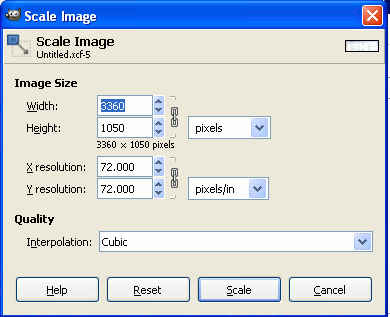 Scale Image
Scale Image
Untitled.xcf-5
Image Size
Width: 3360
Height: 1050 pixels
3360 × 1050 pixels
X resolution: 72.000
Y resolution: 72.000 pixels/in
Quality
Interpolation: Cubic
Help Reset Scale Cancel